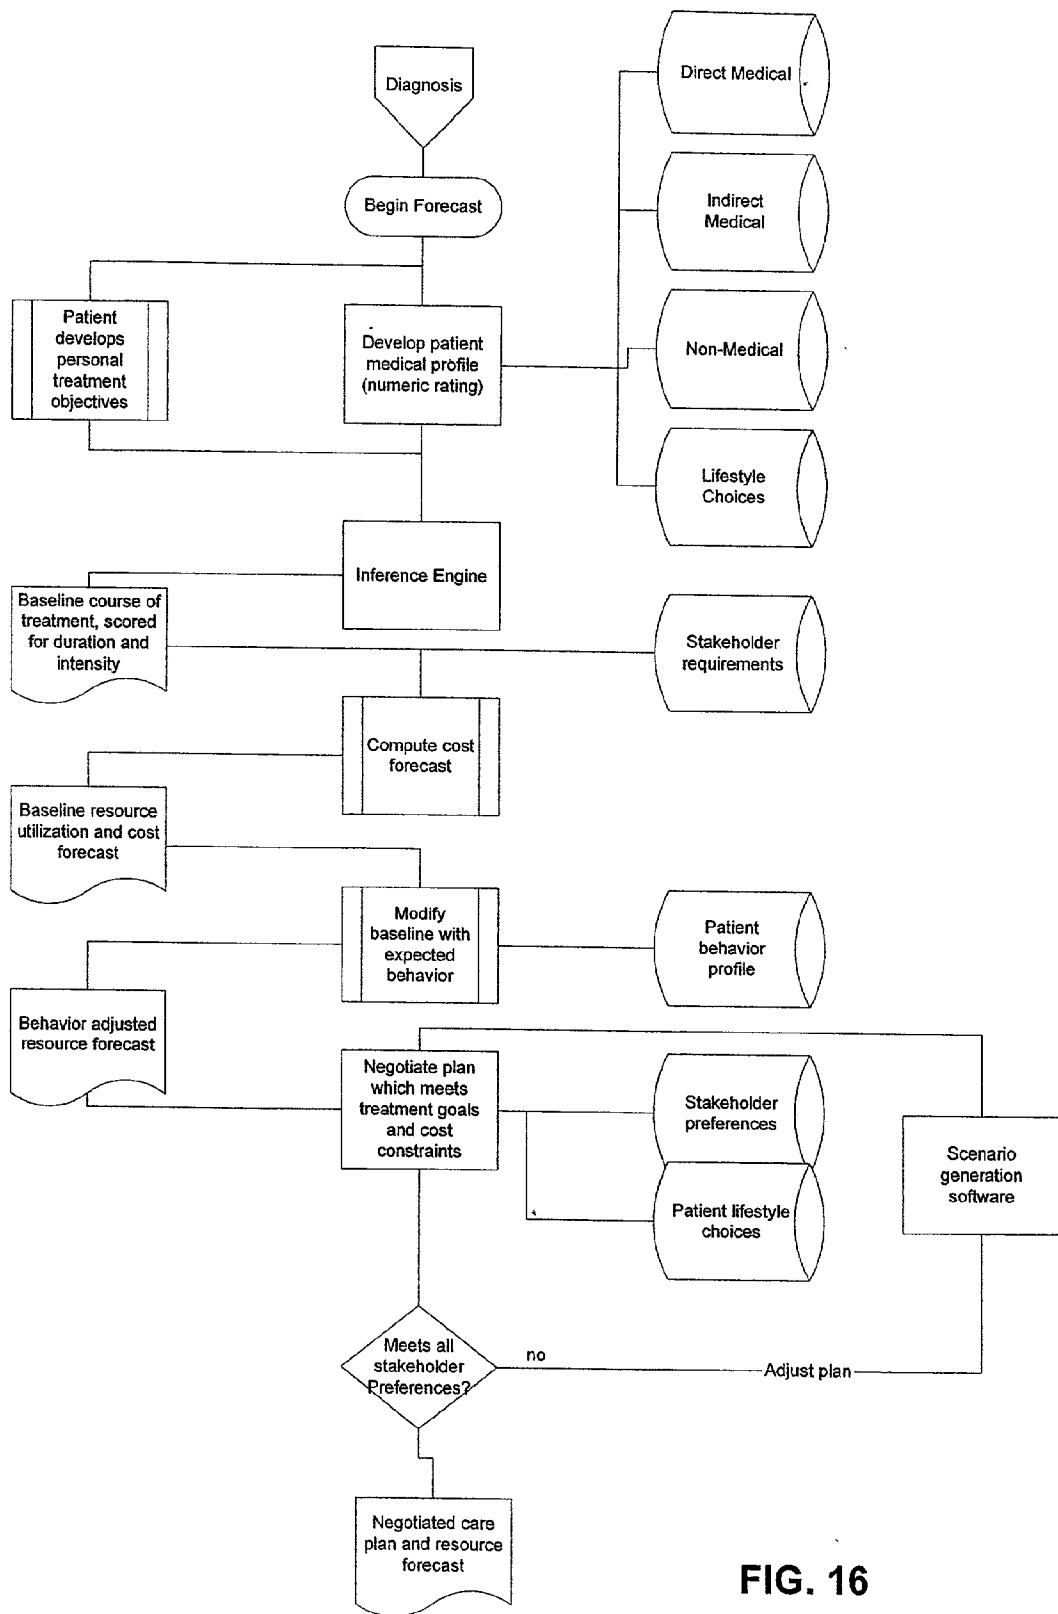 Diagnosis
Direct Medical
Begin Forecast
Indirect
Medical
Patient
develops
personal
treatment
objectives
Develop patient
medical profile
(numeric rating)
Non-Medical
Lifestyle
Choices
Inference Engine
Baseline course of
treatment, scored
for duration and
intensity
Stakeholder
requirements
Compute cost
forecast
Baseline resource
utilization and cost
forecast
Modify
baseline with
expected
behavior
Patient
behavior
profile
Behavior adjusted
resource forecast
Negotiate plan
which meets
treatment goals
and cost
constraints
Stakeholder
preferences
Scenario
generation
software
Patient lifestyle
choices
Meets all
stakeholder
Preferences?
no
Adjust plan
Negotiated care
plan and resource
forecast
FIG. 16